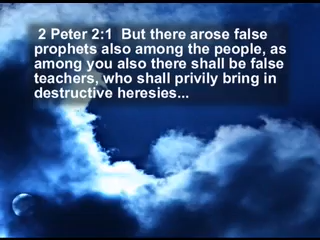 2 Peter 2:1  But there arose false
prophets also among the people, as
among you also there shall be false
teachers, who shall privily bring in
destructive heresies...